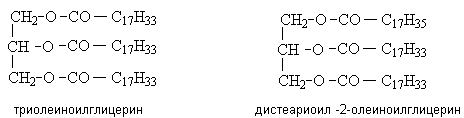 CH₂–O – CO – C₁₇H₃₃
CH – O – CO – C₁₇H₃₃
CH₂–O – CO – C₁₇H₃₃
триолеиноилглицерин
CH₂–O – CO – C₁₇H₃₅
CH – O – CO – C₁₇H₃₃
CH₂–O – CO – C₁₇H₃₃
дистеариоил -2-олеиноилглицерин